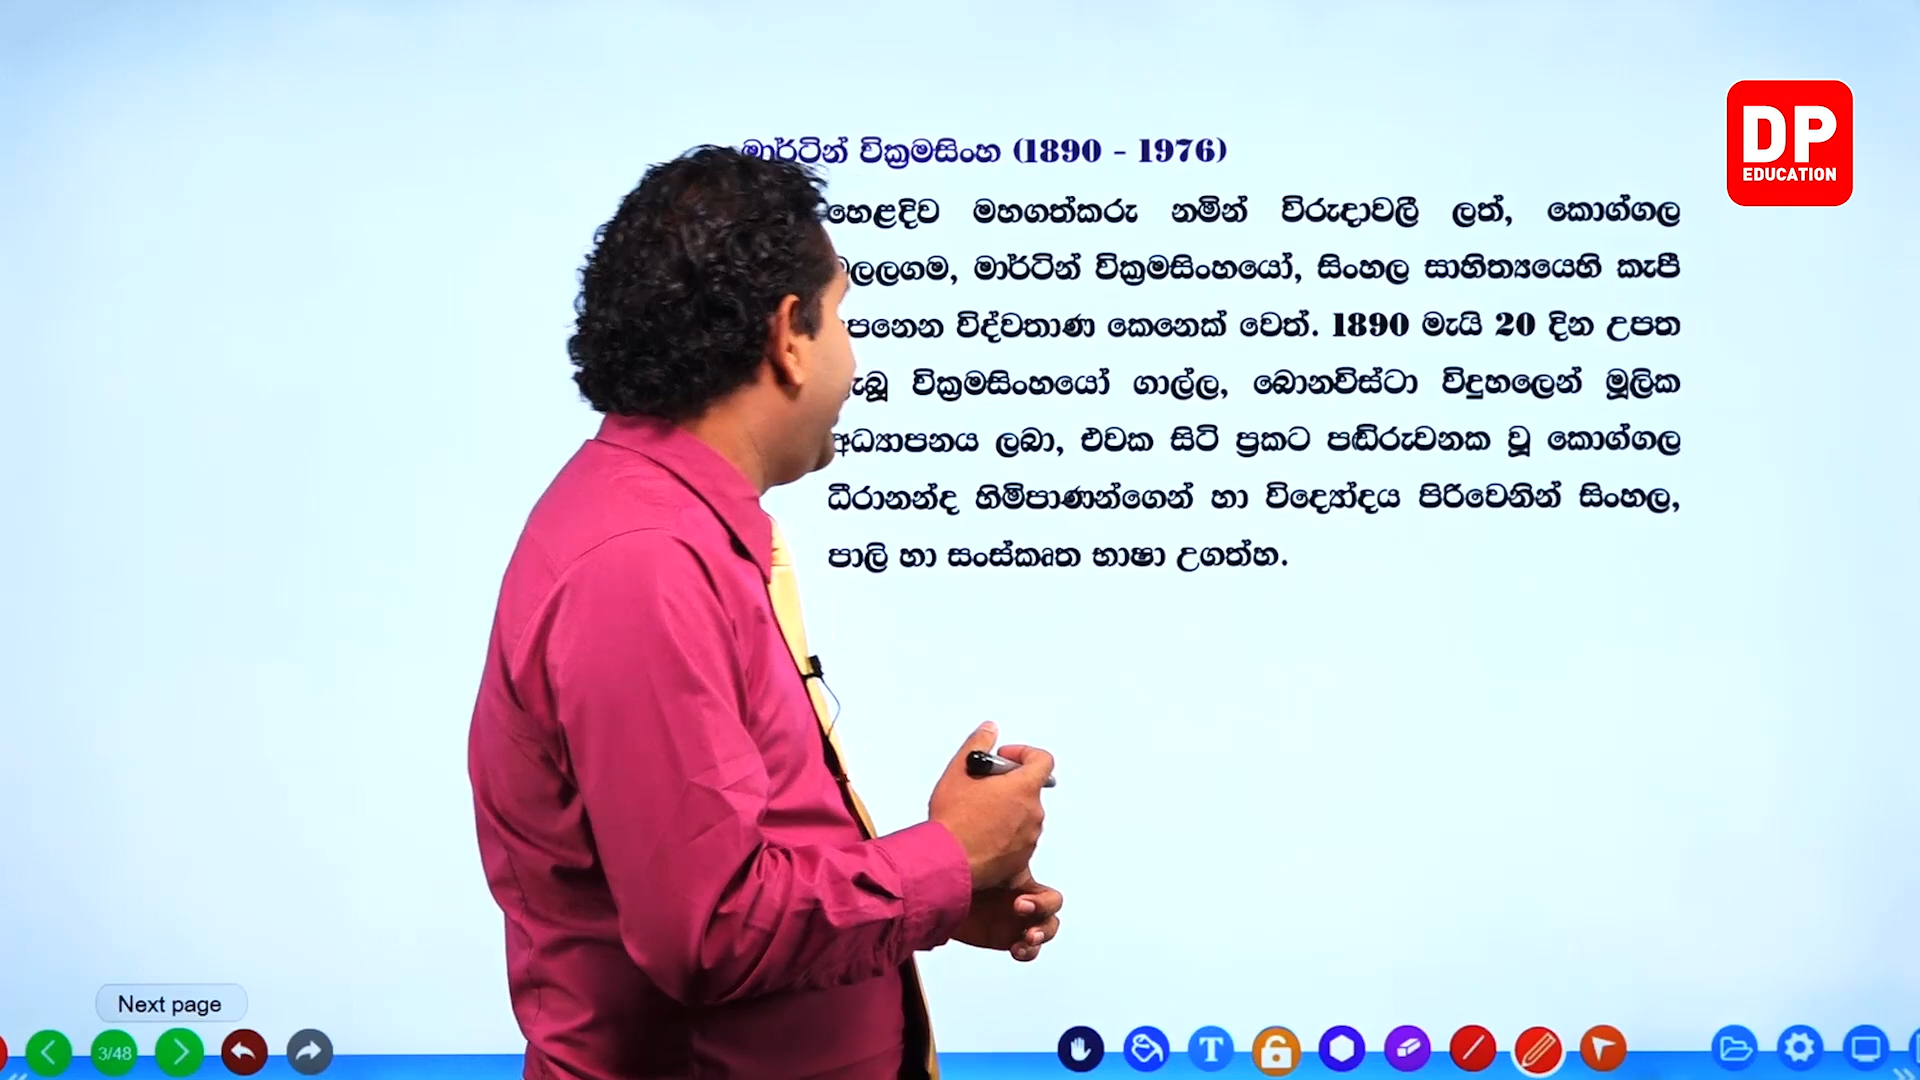 මාර්ටින් වික්‍රමසිංහ (1890 - 1976)
හෙළදිව මහගත්කරු නමින් විරුදාවලී ලත්, කොග්ගල
මාර්ටින් වික්‍රමසිංහයෝ, සිංහල සාහිත්‍යයෙහි කැපී
පෙනෙන විද්වතාණ කෙනෙක් වෙත්. 1890 මැයි 20 දින උපත
වික්‍රමසිංහයෝ ගාල්ල, බොනවිස්ටා විදුහලෙන් මූලික
අධ්‍යාපනය ලබා, එවක සිටි ප්‍රකට පඬිරුවනක වූ කොග්ගල
ධීරානන්ද හිමිපාණන්ගෙන් හා විද්‍යෝදය පිරිවෙනින් සිංහල,
පාලි හා සංස්කෘත භාෂා උගත්හ.
DP
EDUCATION
Next page
3/48
T